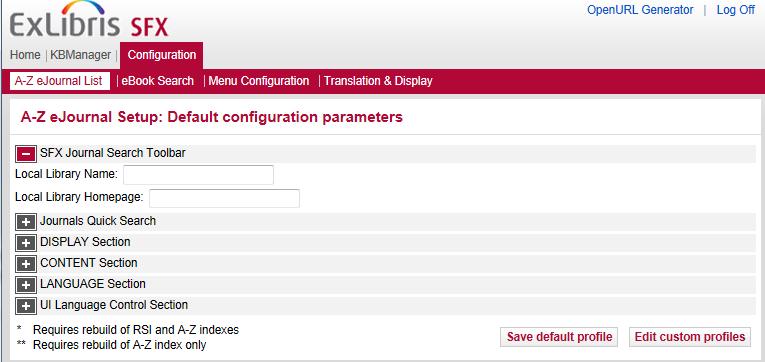 OpenURL Generator | Log Off
ExLibris SFX
Home | KBManager | Configuration
A-Z eJournal List | eBook Search | Menu Configuration | Translation & Display
A-Z eJournal Setup: Default configuration parameters
SFX Journal Search Toolbar
Local Library Name:
Local Library Homepage:
Journals Quick Search
DISPLAY Section
CONTENT Section
LANGUAGE Section
UI Language Control Section
* Requires rebuild of RSI and A-Z indexes
** Requires rebuild of A-Z index only
Save default profile Edit custom profiles